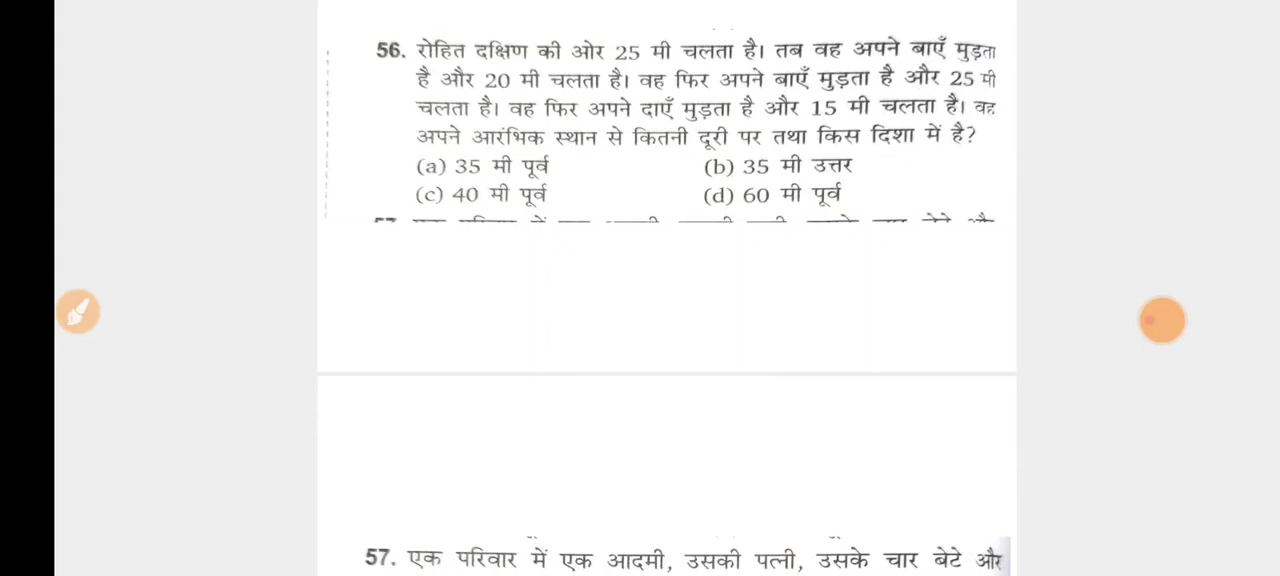 56. रोहित दक्षिण की ओर 25 मी चलता है। तब वह अपने बाएँ मुड़ता
है और 20 मी चलता है। वह फिर अपने बाएँ मुड़ता है और 25 मी
चलता है। वह फिर अपने दाएँ मुड़ता है और 15 मी चलता है। वह
अपने आरंभिक स्थान से कितनी दूरी पर तथा किस दिशा में है?
(a) 35 मी पूर्व (b) 35 मी उत्तर
(c) 40 मी पूर्व (d) 60 मी पूर्व
57. एक परिवार में एक आदमी, उसकी पत्नी, उसके चार बेटे और